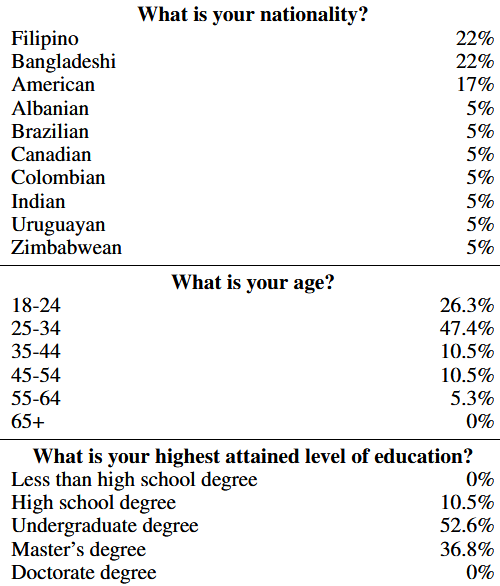 What is your nationality?
Filipino 22%
Bangladeshi 22%
American 17%
Albanian 5%
Brazilian 5%
Canadian 5%
Colombian 5%
Indian 5%
Uruguayan 5%
Zimbabwean 5%
What is your age?
18-24 26.3%
25-34 47.4%
35-44 10.5%
45-54 10.5%
55-64 5.3%
65+ 0%
What is your highest attained level of education?
Less than high school degree 0%
High school degree 10.5%
Undergraduate degree 52.6%
Master's degree 36.8%
Doctorate degree 0%